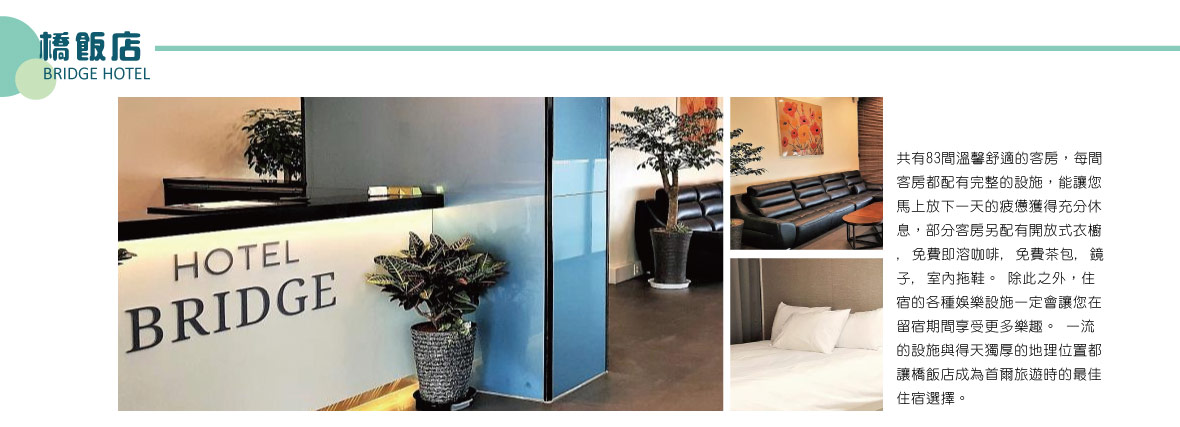 橋飯店
BRIDGE HOTEL
HOTEL
BRIDGE
共有83間溫馨舒適的客房，每間
客房都配有完整的設施，能讓您
馬上放下一天的疲憊獲得充分休
息，部分客房另配有開放式衣櫥
, 免費即溶咖啡, 免費茶包, 鏡
子, 室內拖鞋。 除此之外，住
宿的各種娛樂設施一定會讓您在
留宿期間享受更多樂趣。 一流
的設施與得天獨厚的地理位置都
讓橋飯店成為首爾旅遊時的最佳
住宿選擇。